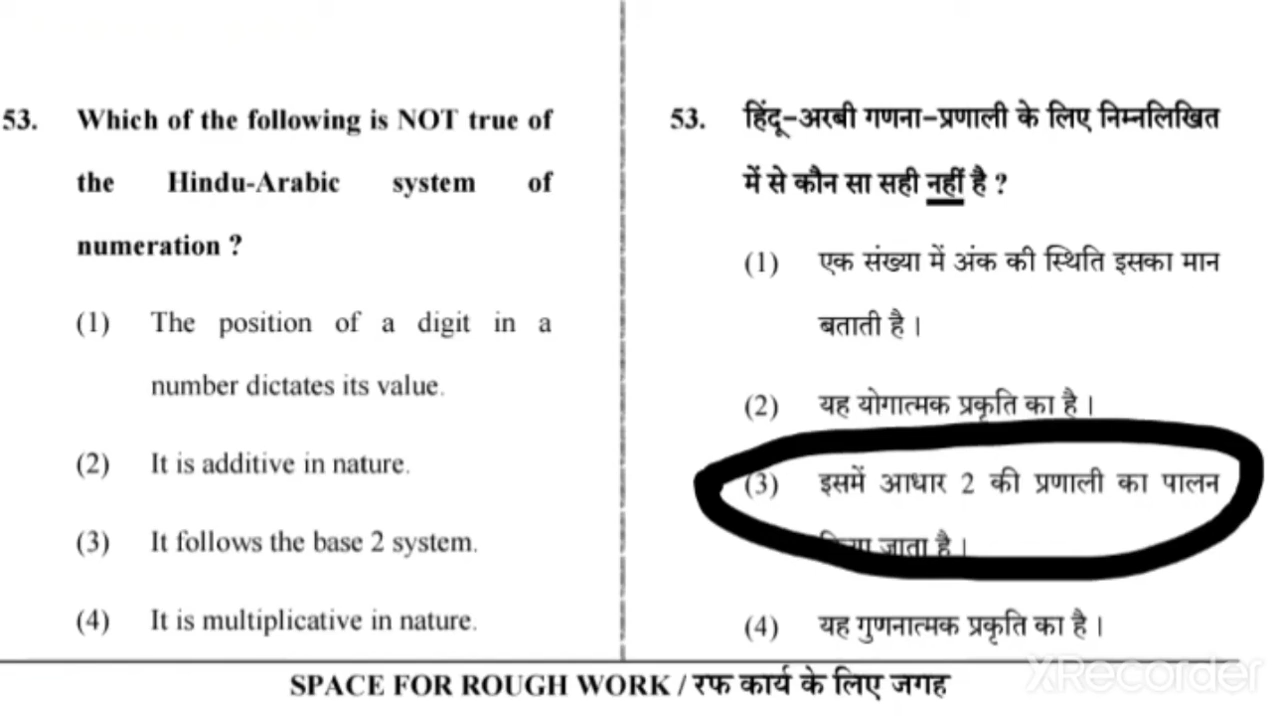 53. Which of the following is NOT true of
the Hindu-Arabic system of
numeration ?
(1) The position of a digit in a
number dictates its value.
(2) It is additive in nature.
(3) It follows the base 2 system.
(4) It is multiplicative in nature.
53. हिंदू-अरबी गणना-प्रणाली के लिए निम्नलिखित
में से कौन सा सही नहीं है ?
(1) एक संख्या में अंक की स्थिति इसका मान
बताती है ।
(2) यह योगात्मक प्रकृति का है ।
(3) इसमें आधार 2 की प्रणाली का पालन
किया जाता है ।
(4) यह गुणनात्मक प्रकृति का है ।
SPACE FOR ROUGH WORK / रफ कार्य के लिए जगह
XRecorder